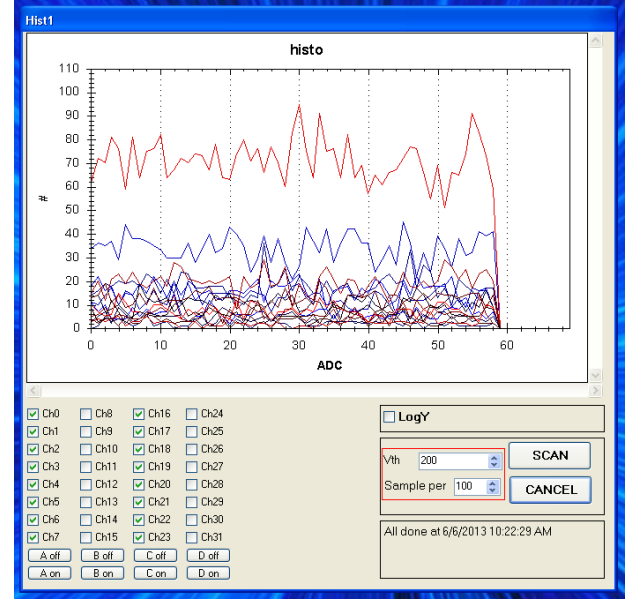 Hist1
histo
110
100
90
80
70
60
50
40
30
20
10
0
#
0 10 20 30 40 50 60
ADC
Ch0 Ch8 Ch16 Ch24
Ch1 Ch9 Ch17 Ch25
Ch2 Ch10 Ch18 Ch26
Ch3 Ch11 Ch19 Ch27
Ch4 Ch12 Ch20 Ch28
Ch5 Ch13 Ch21 Ch29
Ch6 Ch14 Ch22 Ch30
Ch7 Ch15 Ch23 Ch31
A off B off C off D off
A on B on C on D on
LogY
Vth 200 SCAN
Sample per 100 CANCEL
All done at 6/6/2013 10:22:29 AM